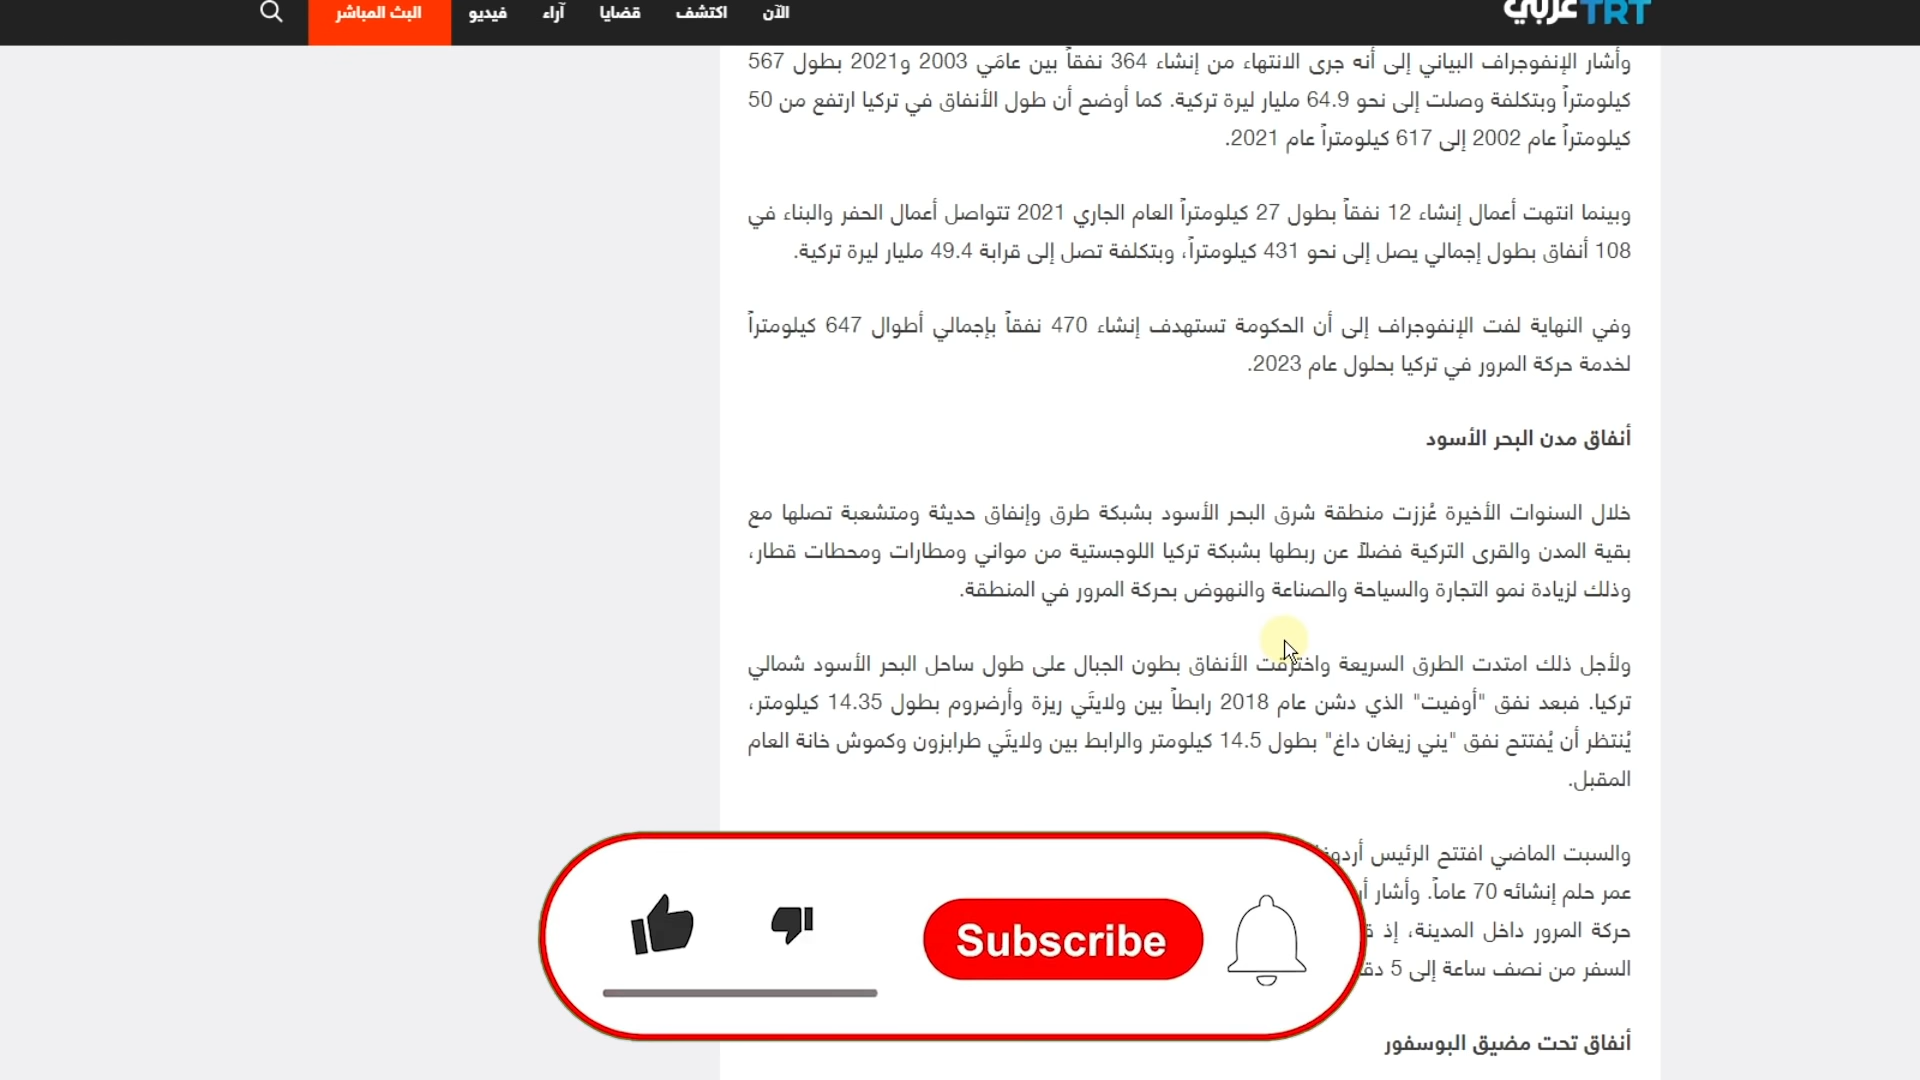 TRT عربي
الآن
اكتشف
قضايا
آراء
فيديو
البث المباشر
وأشار الإنفوجراف البياني إلى أنه جرى الانتهاء من إنشاء 364 نفقاً بين عامَي 2003 و2021 بطول 567
كيلومتراً وبتكلفة وصلت إلى نحو 64.9 مليار ليرة تركية. كما أوضح أن طول الأنفاق في تركيا ارتفع من 50
كيلومتراً عام 2002 إلى 617 كيلومتراً عام 2021.
وبينما انتهت أعمال إنشاء 12 نفقاً بطول 27 كيلومتراً العام الجاري 2021 تتواصل أعمال الحفر والبناء في
108 أنفاق بطول إجمالي يصل إلى نحو 431 كيلومتراً، وبتكلفة تصل إلى قرابة 49.4 مليار ليرة تركية.
وفي النهاية لفت الإنفوجراف إلى أن الحكومة تستهدف إنشاء 470 نفقاً بإجمالي أطوال 647 كيلومتراً
لخدمة حركة المرور في تركيا بحلول عام 2023.
أنفاق مدن البحر الأسود
خلال السنوات الأخيرة عُززت منطقة شرق البحر الأسود بشبكة طرق وإنفاق حديثة ومتشعبة تصلها مع
بقية المدن والقرى التركية فضلاً عن ربطها بشبكة تركيا اللوجستية من مواني ومطارات ومحطات قطار،
وذلك لزيادة نمو التجارة والسياحة والصناعة والنهوض بحركة المرور في المنطقة.
ولأجل ذلك امتدت الطرق السريعة واخترقت الأنفاق بطون الجبال على طول ساحل البحر الأسود شمالي
تركيا. فبعد نفق "أوفيت" الذي دشن عام 2018 رابطاً بين ولايتَي ريزة وأرضروم بطول 14.35 كيلومتر،
يُنتظر أن يُفتتح نفق "يني زيغان داغ" بطول 14.5 كيلومتر والرابط بين ولايتَي طرابزون وكموش خانة العام
المقبل.
والسبت الماضي افتتح الرئيس
عمر حلم إنشائه 70 عاماً. وأشار
حركة المرور داخل المدينة، إذ
السفر من نصف ساعة إلى 5
Subscribe
أنفاق تحت مضيق البوسفور